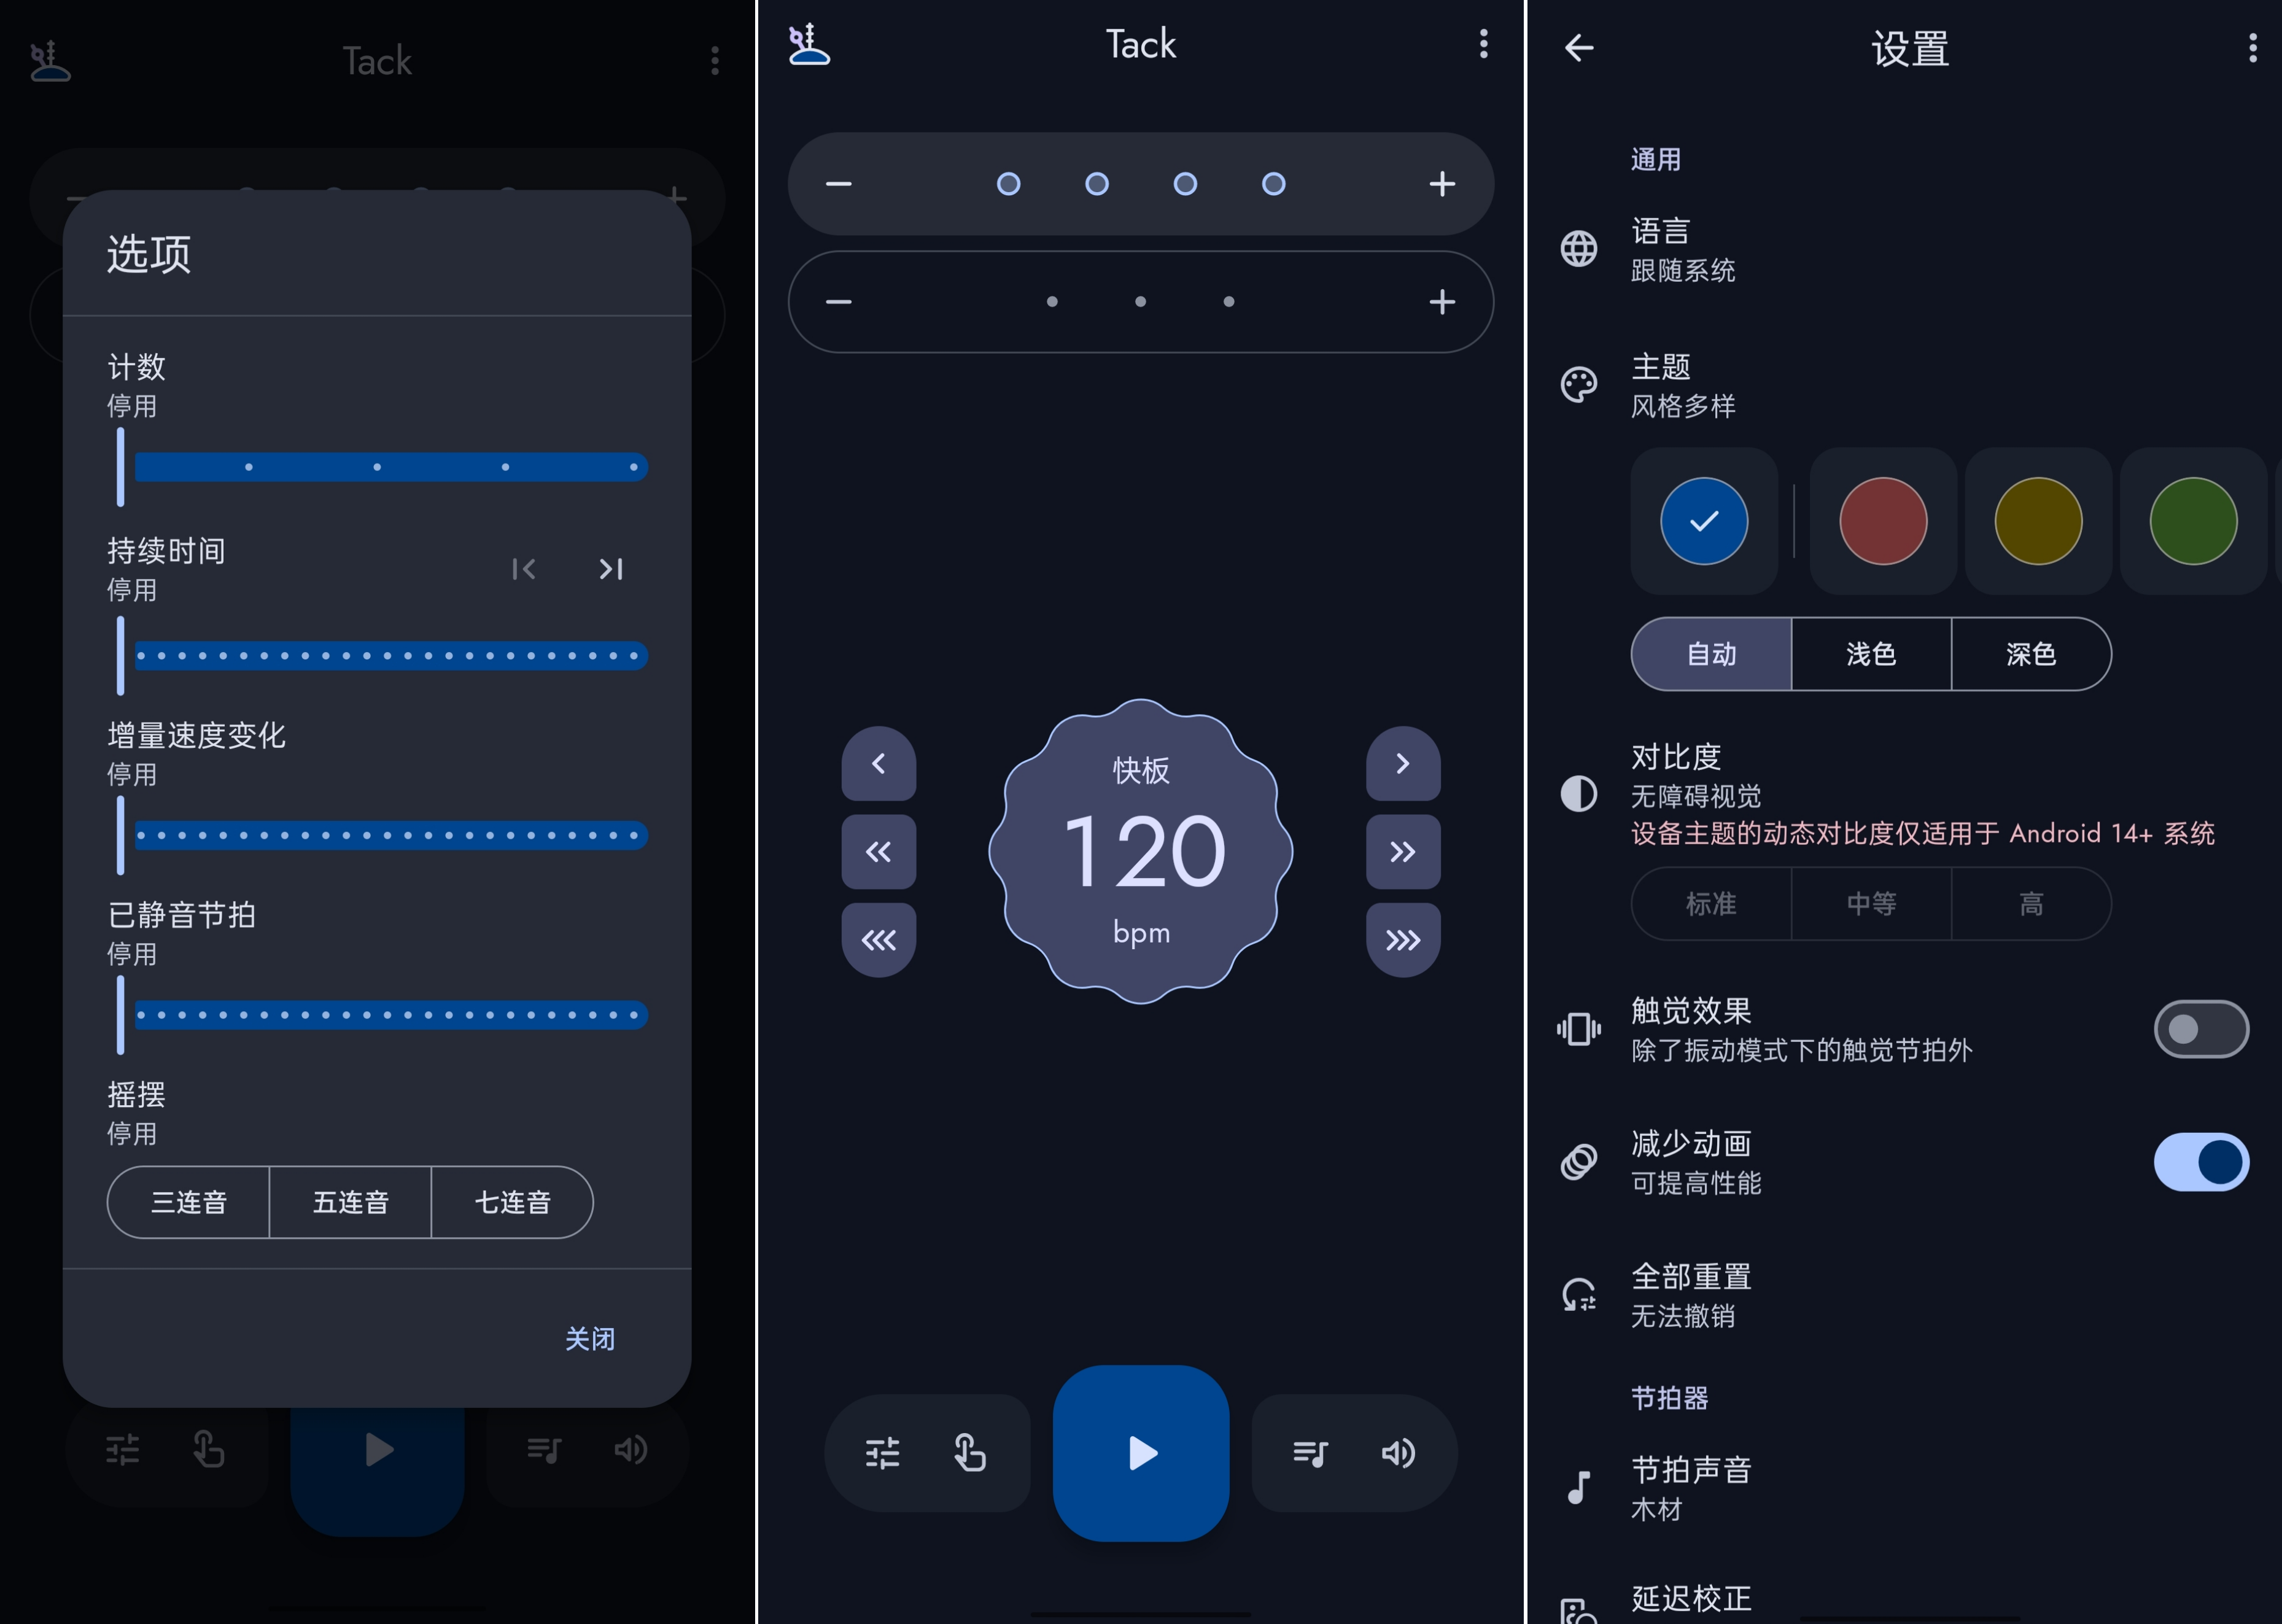 Tack
选项
计数
停用
持续时间
停用
增量速度变化
停用
已静音节拍
停用
摇摆
停用
三连音 五连音 七连音
关闭
Tack
快板
120
bpm
设置
通用
语言
跟随系统
主题
风格多样
自动 浅色 深色
对比度
无障碍视觉
设备主题的动态对比度仅适用于 Android 14+ 系统
标准 中等 高
触觉效果
除了振动模式下的触觉节拍外
减少动画
可提高性能
全部重置
无法撤销
节拍器
节拍声音
木材
延迟校正